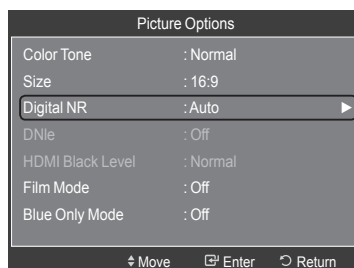 Picture Options
Color Tone : Normal
Size : 16:9
Digital NR : Auto
DNIe : Off
HDMI Black Level : Normal
Film Mode : Off
Blue Only Mode : Off
Move Enter Return